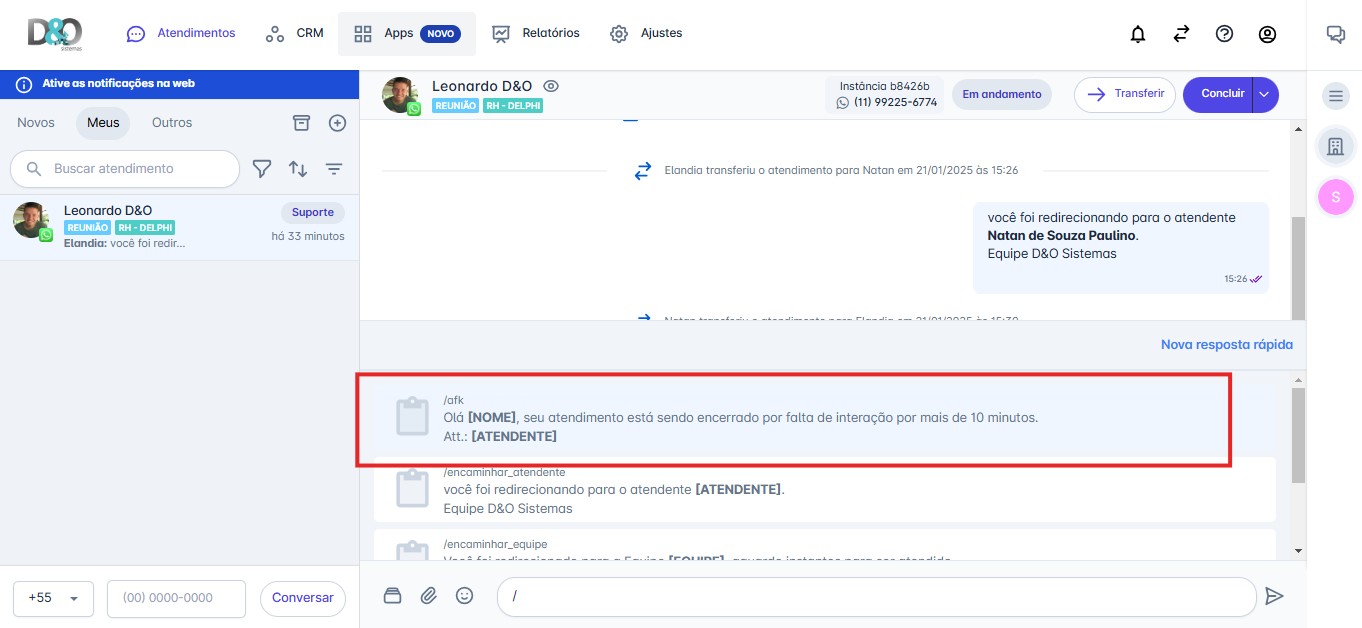 D&O
sistemas
Atendimentos
CRM
Apps
NOVO
Relatórios
Ajustes
Ative as notificações na web
Novos
Meus
Outros
Buscar atendimento
Leonardo D&O
Suporte
REUNIÃO
RH - DELPHI
há 33 minutos
Elandia: você foi redir...
+55
(00) 0000-0000
Conversar
Leonardo D&O
REUNIÃO
RH - DELPHI
Instância b8426b
(11) 99225-6774
Em andamento
Transferir
Concluir
Elandia transferiu o atendimento para Natan em 21/01/2025 às 15:26
você foi redirecionando para o atendente
Natan de Souza Paulino.
Equipe D&O Sistemas
15:26
Natan transferiu o atendimento para Elandia em 21/01/2025 às 15:30
Nova resposta rápida
/afk
Olá [NOME], seu atendimento está sendo encerrado por falta de interação por mais de 10 minutos.
Att.: [ATENDENTE]
/encaminhar_atendente
você foi redirecionando para o atendente [ATENDENTE].
Equipe D&O Sistemas
/encaminhar_equipe
Você foi redirecionado para a Equipe [EQUIPE], aguarde instantes para ser atendido.
/
S